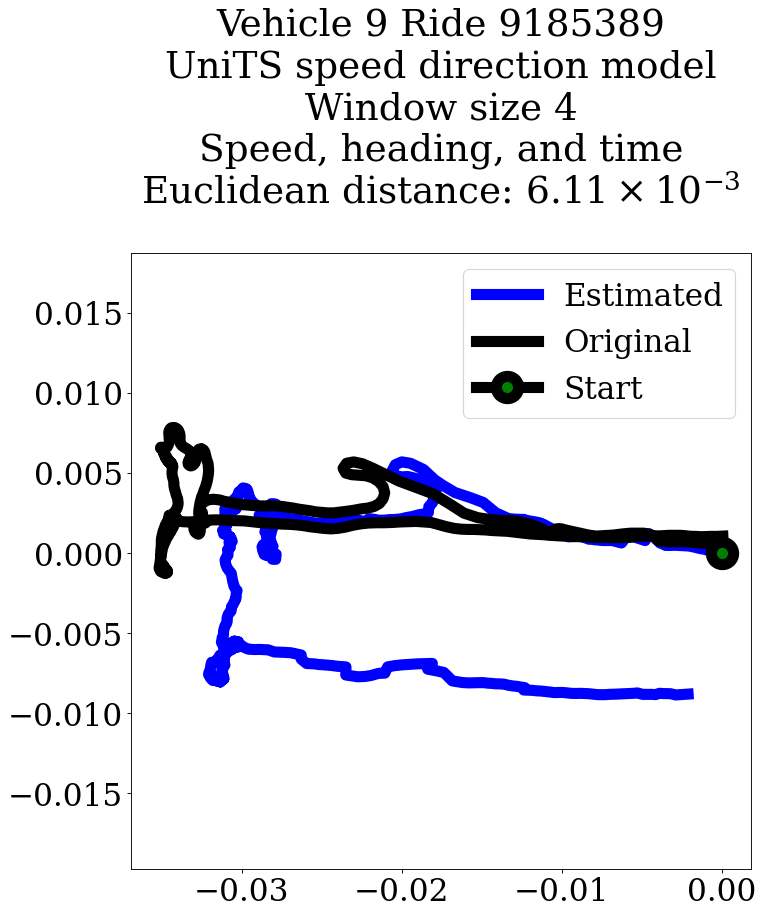 Vehicle 9 Ride 9185389
UniTS speed direction model
Window size 4
Speed, heading, and time
Euclidean distance: 6.11 × 10⁻³
Estimated
Original
Start
0.015
0.010
0.005
0.000
−0.005
−0.010
−0.015
−0.03 −0.02 −0.01 0.00